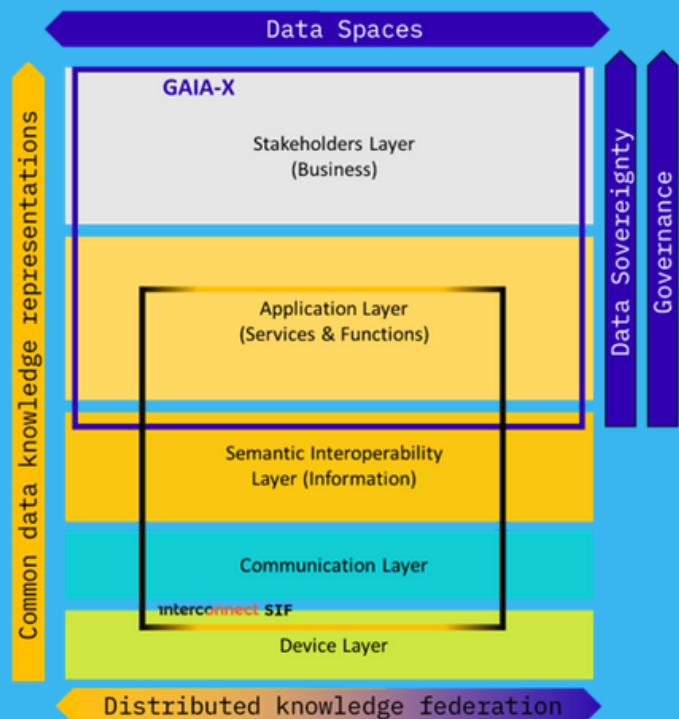 Data Spaces
GAIA-X
Stakeholders Layer
(Business)
Application Layer
(Services & Functions)
Semantic Interoperability
Layer (Information)
Communication Layer
interconnect SIF
Device Layer
Distributed knowledge federation
Common data knowledge representations
Data Sovereignty
Governance